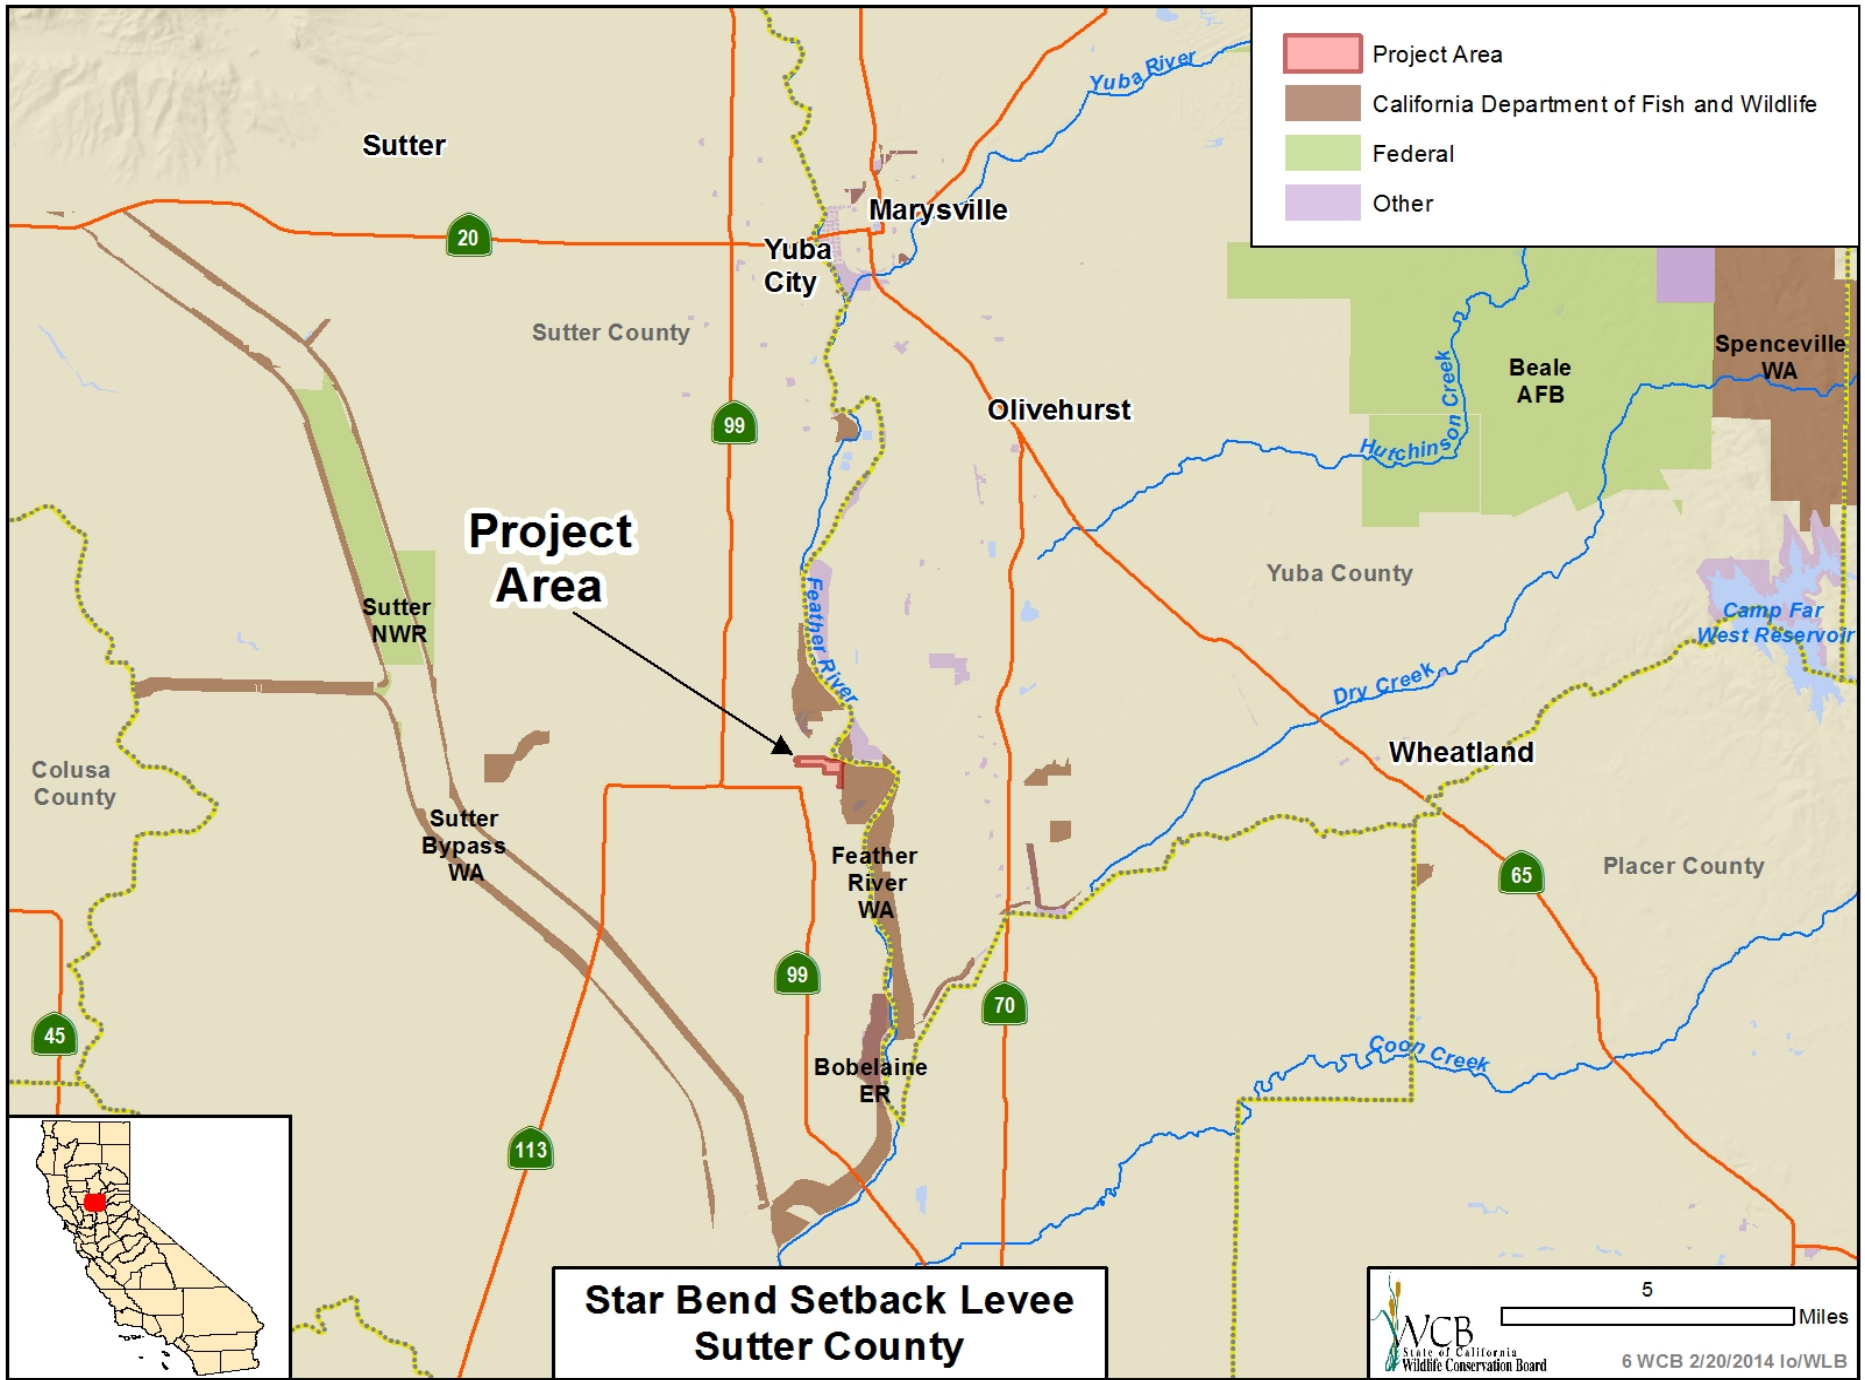 Project Area
California Department of Fish and Wildlife
Federal
Other
Yuba River
Sutter
Marysville
20
Yuba
City
Sutter County
Spenceville
WA
Beale
AFB
Hutchinson Creek
99
Olivehurst
Project
Area
Yuba County
Feather River
Sutter
NWR
Camp Far
West Reservoir
Dry Creek
Wheatland
Colusa
County
Sutter
Bypass
WA
Feather
River
WA
65
Placer County
99
70
45
Coon Creek
Bobelaine
ER
113
Star Bend Setback Levee
Sutter County
WCB
State of California
Wildlife Conservation Board
5
Miles
6 WCB 2/20/2014 lo/WLB